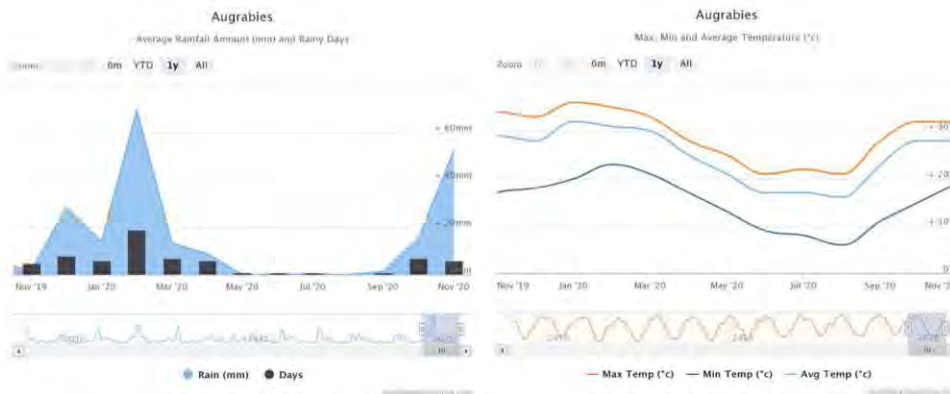 Augrabies
Average Rainfall Amount (mm) and Rainy Days
Zoom 6m YTD 1y All
60mm
40mm
20mm
Nov '19 Jan '20 Mar '20 May '20 Jul '20 Sep '20 Nov '20
Rain (mm) Days
Augrabies
Max, Min and Average Temperature (°c)
Zoom 6m YTD 1y All
+30°
+20°
+10°
0°
Nov '19 Jan '20 Mar '20 May '20 Jul '20 Sep '20
Max Temp (°c) Min Temp (°c) Avg Temp (°c)